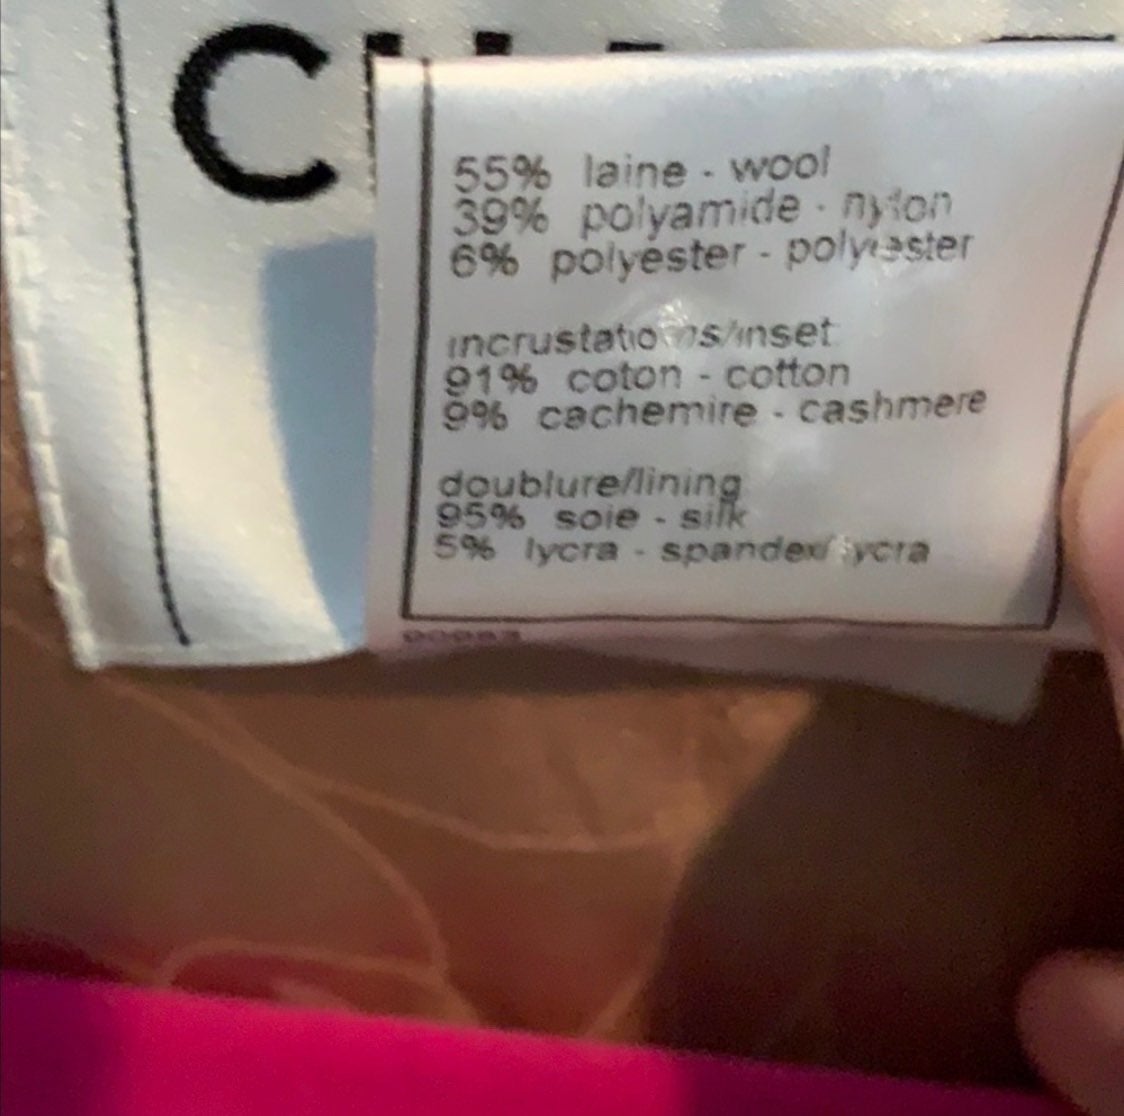 55% laine - wool
39% polyamide - nylon
6% polyester - polyester
incrustations/inset
91% coton - cotton
9% cachemire - cashmere
doublure/lining
95% soie - silk
5% lycra - spandex/lycra